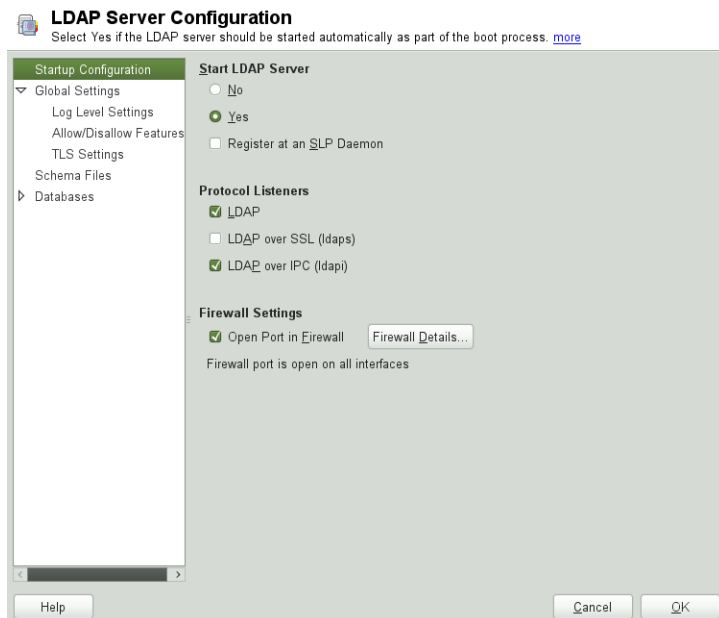 LDAP Server Configuration
Select Yes if the LDAP server should be started automatically as part of the boot process. more
Startup Configuration
Global Settings
Log Level Settings
Allow/Disallow Features
TLS Settings
Schema Files
Databases
Start LDAP Server
No
Yes
Register at an SLP Daemon
Protocol Listeners
LDAP
LDAP over SSL (ldaps)
LDAP over IPC (ldapi)
Firewall Settings
Open Port in Firewall
Firewall Details...
Firewall port is open on all interfaces
Help
Cancel
OK